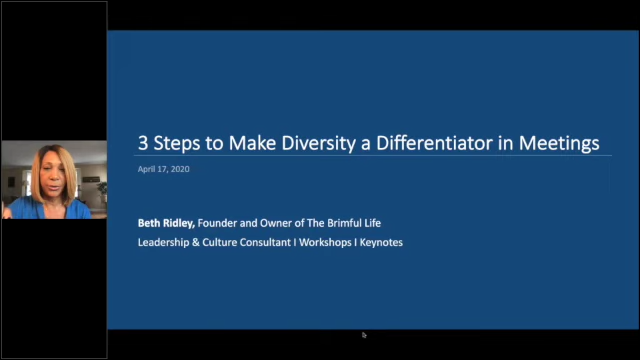 3 Steps to Make Diversity a Differentiator in Meetings
April 17, 2020
Beth Ridley, Founder and Owner of The Brimful Life
Leadership & Culture Consultant I Workshops I Keynotes